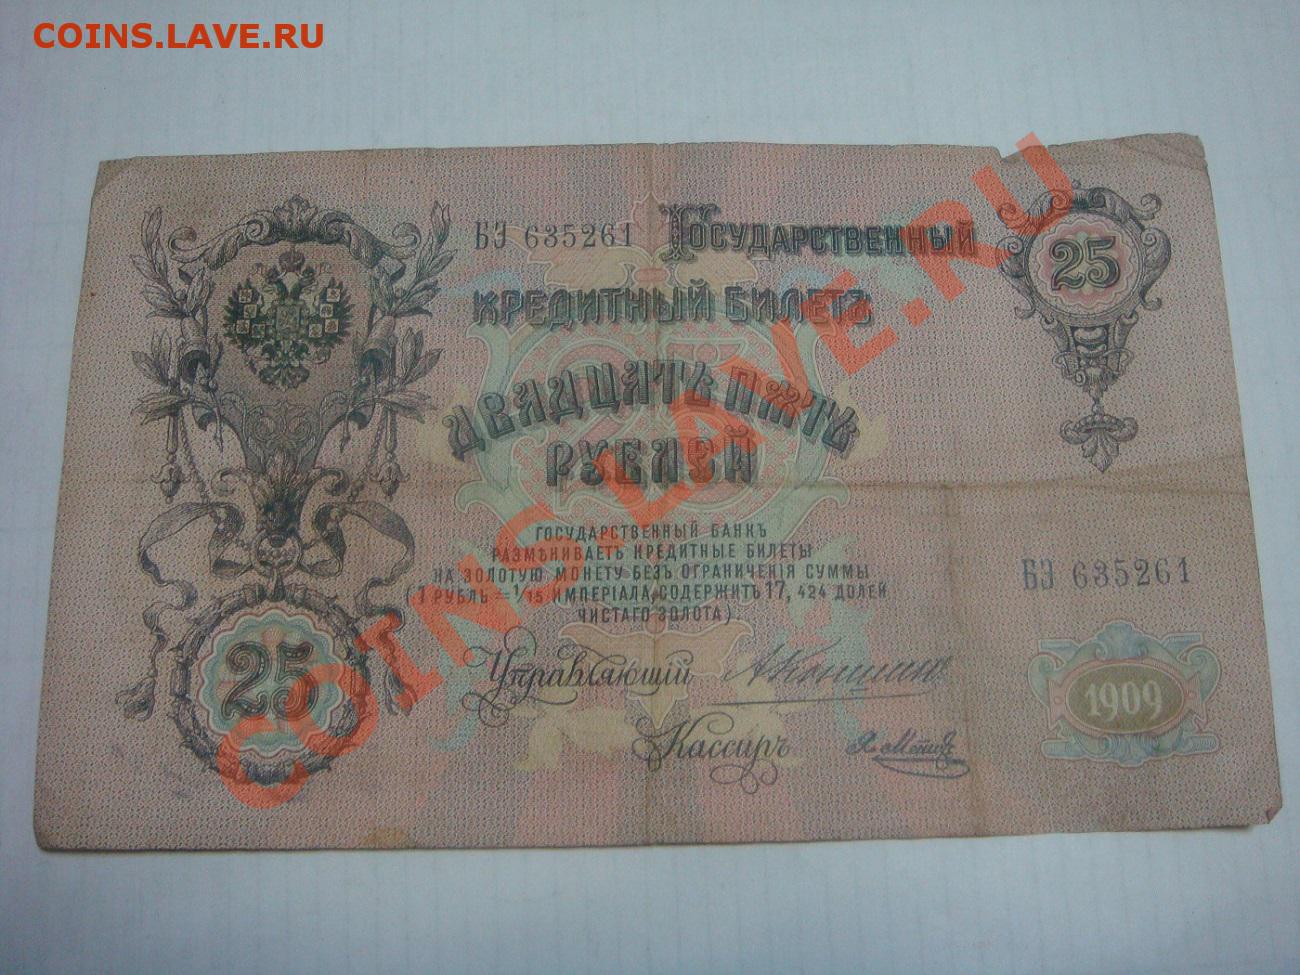 COINS.LAVE.RU
БЭ 635261 Государственный
25
Кредитный Билетъ
Двадцать пять
рублей
Государственный Банкъ
размѣниваетъ кредитные билеты
на золотую монету безъ ограниченія суммы
(1 рубль = 1/15 имперіала, содержитъ 17,424 долей
чистаго золота)
БЭ 635261
25
Управляющій
Кассиръ
1909
COINS.LAVE.RU